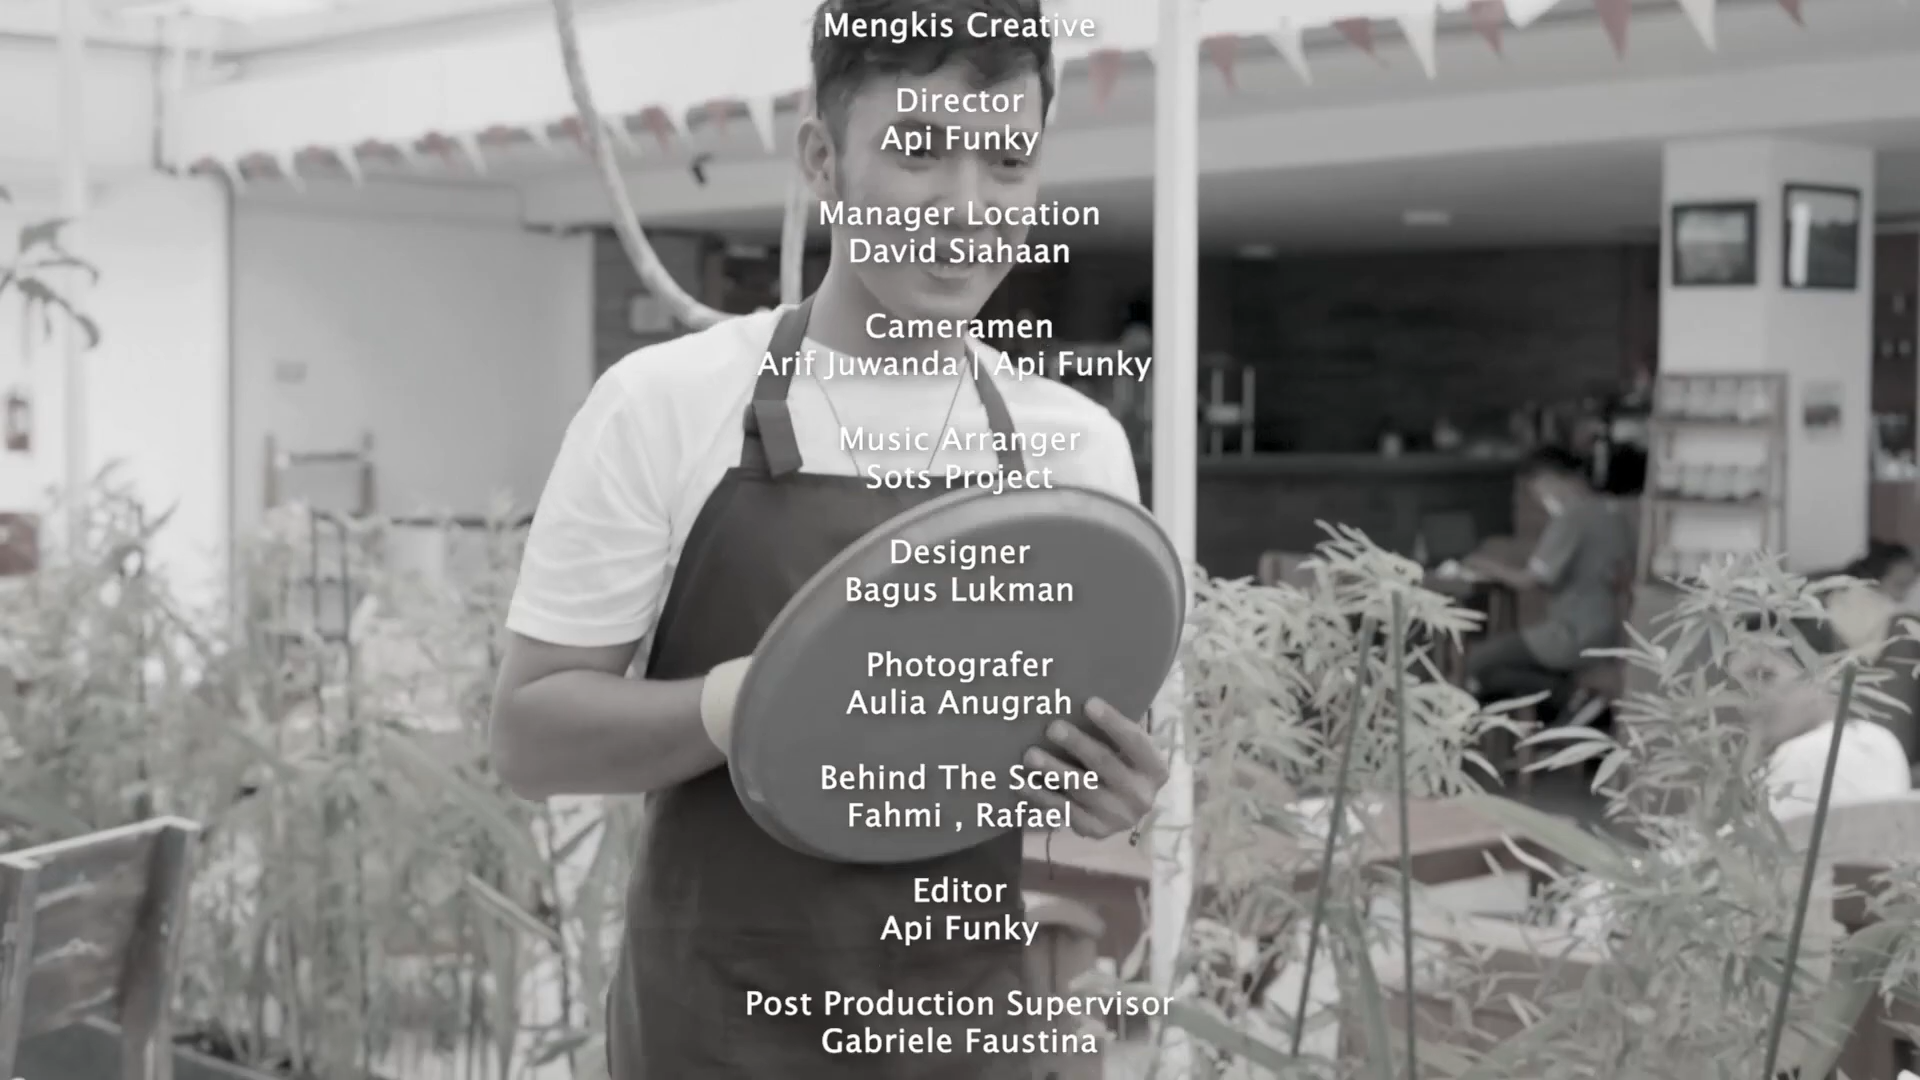 Mengkis Creative
Director
Api Funky
Manager Location
David Siahaan
Cameramen
Arif Juwanda | Api Funky
Music Arranger
Sots Project
Designer
Bagus Lukman
Photografer
Aulia Anugrah
Behind The Scene
Fahmi , Rafael
Editor
Api Funky
Post Production Supervisor
Gabriele Faustina